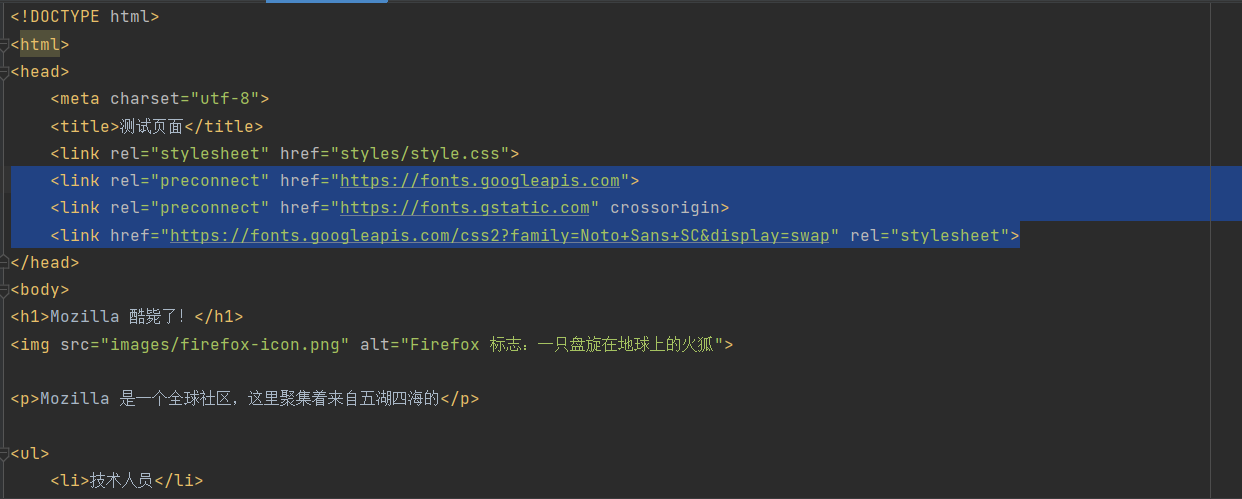 <!DOCTYPE html>
<html>
<head>
    <meta charset="utf-8">
    <title>测试页面</title>
    <link rel="stylesheet" href="styles/style.css">
    <link rel="preconnect" href="https://fonts.googleapis.com">
    <link rel="preconnect" href="https://fonts.gstatic.com" crossorigin>
    <link href="https://fonts.googleapis.com/css2?family=Noto+Sans+SC&display=swap" rel="stylesheet">
</head>
<body>
<h1>Mozilla 酷毙了！</h1>
<img src="images/firefox-icon.png" alt="Firefox 标志：一只盘旋在地球上的火狐">
<p>Mozilla 是一个全球社区，这里聚集着来自五湖四海的</p>
<ul>
    <li>技术人员</li>